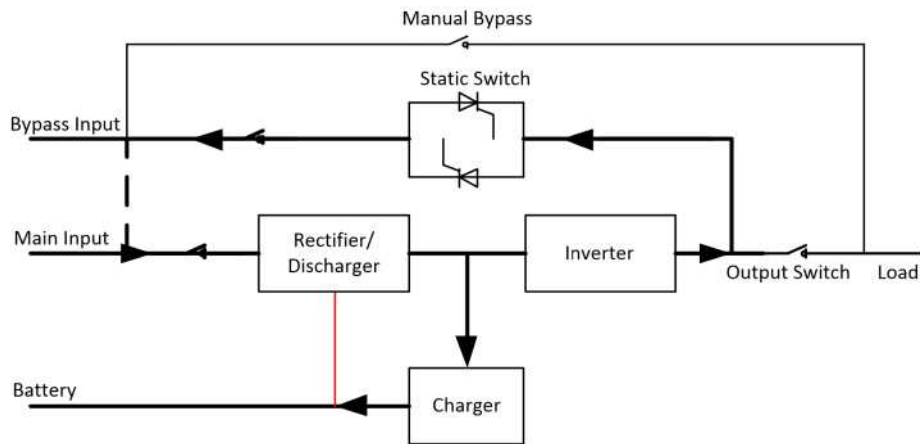 Manual Bypass
Static Switch
Bypass Input
Main Input
Rectifier/
Discharger
Inverter
Output Switch
Load
Battery
Charger